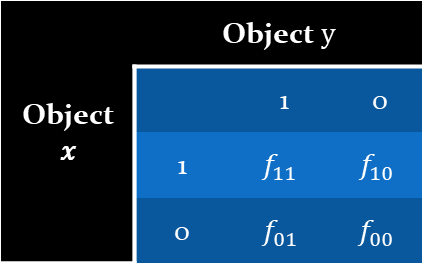 Object y
Object
x
1 0
1 f₁₁ f₁₀
0 f₀₁ f₀₀